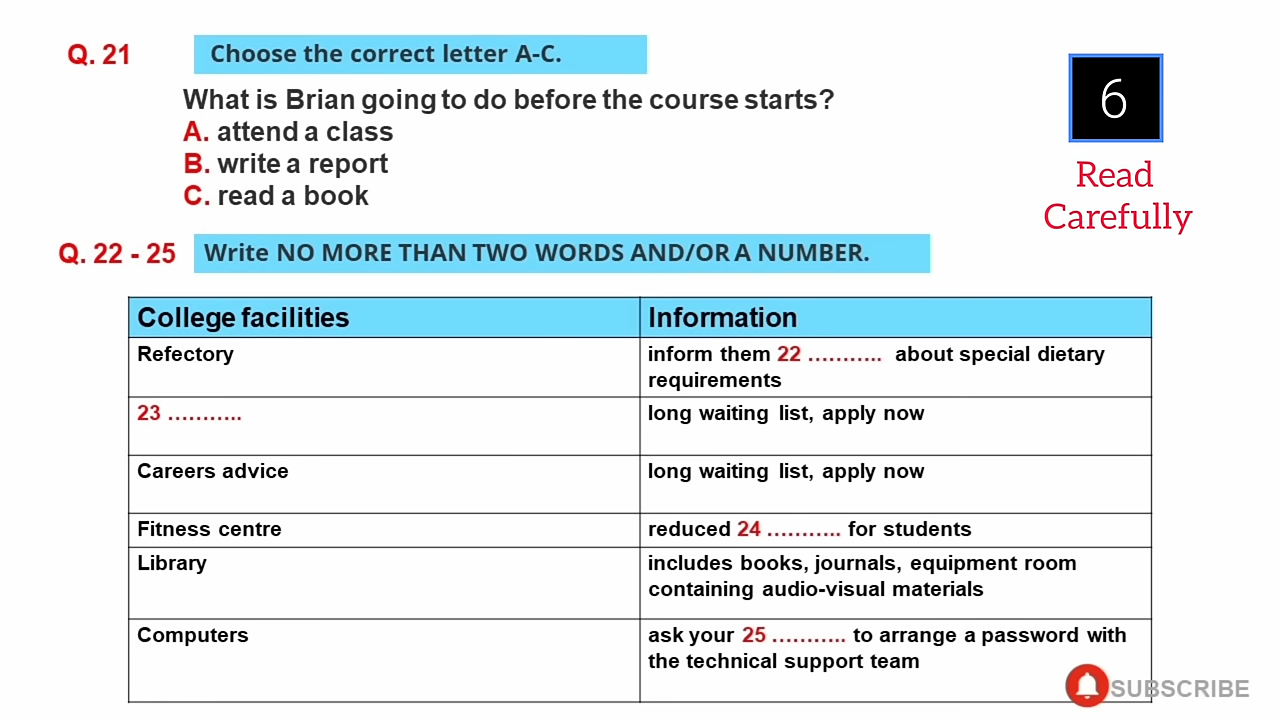 Q. 21
Choose the correct letter A-C.
What is Brian going to do before the course starts?
A. attend a class
B. write a report
C. read a book
6
Read
Carefully
Q. 22 - 25
Write NO MORE THAN TWO WORDS AND/OR A NUMBER.
College facilities
Information
Refectory
inform them 22 ……….. about special dietary
requirements
23 ………..
long waiting list, apply now
Careers advice
long waiting list, apply now
Fitness centre
reduced 24 ……….. for students
Library
includes books, journals, equipment room
containing audio-visual materials
Computers
ask your 25 ……….. to arrange a password with
the technical support team
SUBSCRIBE